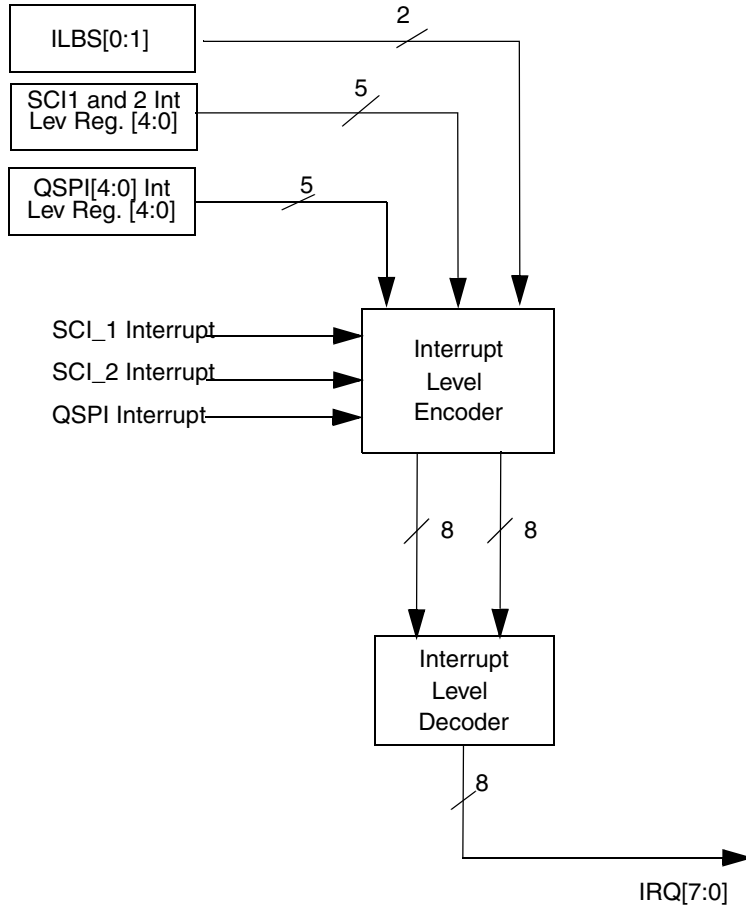 2
ILBS[0:1]
5
SCI1 and 2 Int
Lev Reg. [4:0]
QSPI[4:0] Int
Lev Reg. [4:0]
5
SCI_1 Interrupt
SCI_2 Interrupt
QSPI Interrupt
Interrupt
Level
Encoder
8
8
Interrupt
Level
Decoder
8
IRQ[7:0]